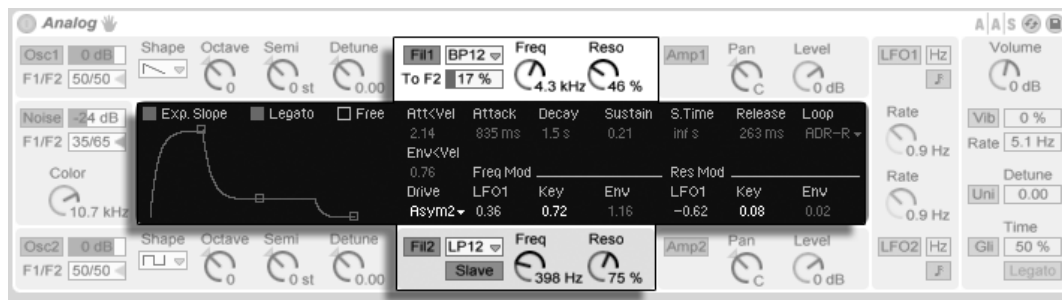 Analog
A A S
Osc1 0 dB Shape Octave Semi Detune
F1/F2 50/50 0 0 st 0.00
Fil1 BP12 Freq Reso
To F2 17 % 4.3 kHz 46 %
Amp1 Pan Level
C 0 dB
LFO1 Hz
Volume
0 dB
Noise -24 dB
F1/F2 35/65
Color
10.7 kHz
Exp. Slope Legato Free
Att<Vel Attack Decay Sustain S.Time Release Loop
2.14 835 ms 1.5 s 0.21 inf s 263 ms ADR-R
Env<Vel
0.76 Freq Mod Res Mod
Drive LFO1 Key Env LFO1 Key Env
Asym2 0.36 0.72 1.16 -0.62 0.08 0.02
Rate
0.9 Hz
Rate
0.9 Hz
Vib 0 %
Rate 5.1 Hz
Detune
Uni 0.00
Time
Gli 50 %
Legato
Osc2 0 dB Shape Octave Semi Detune
F1/F2 50/50 0 0 st 0.00
Fil2 LP12 Freq Reso
Slave 398 Hz 75 %
Amp2 Pan Level
C 0 dB
LFO2 Hz